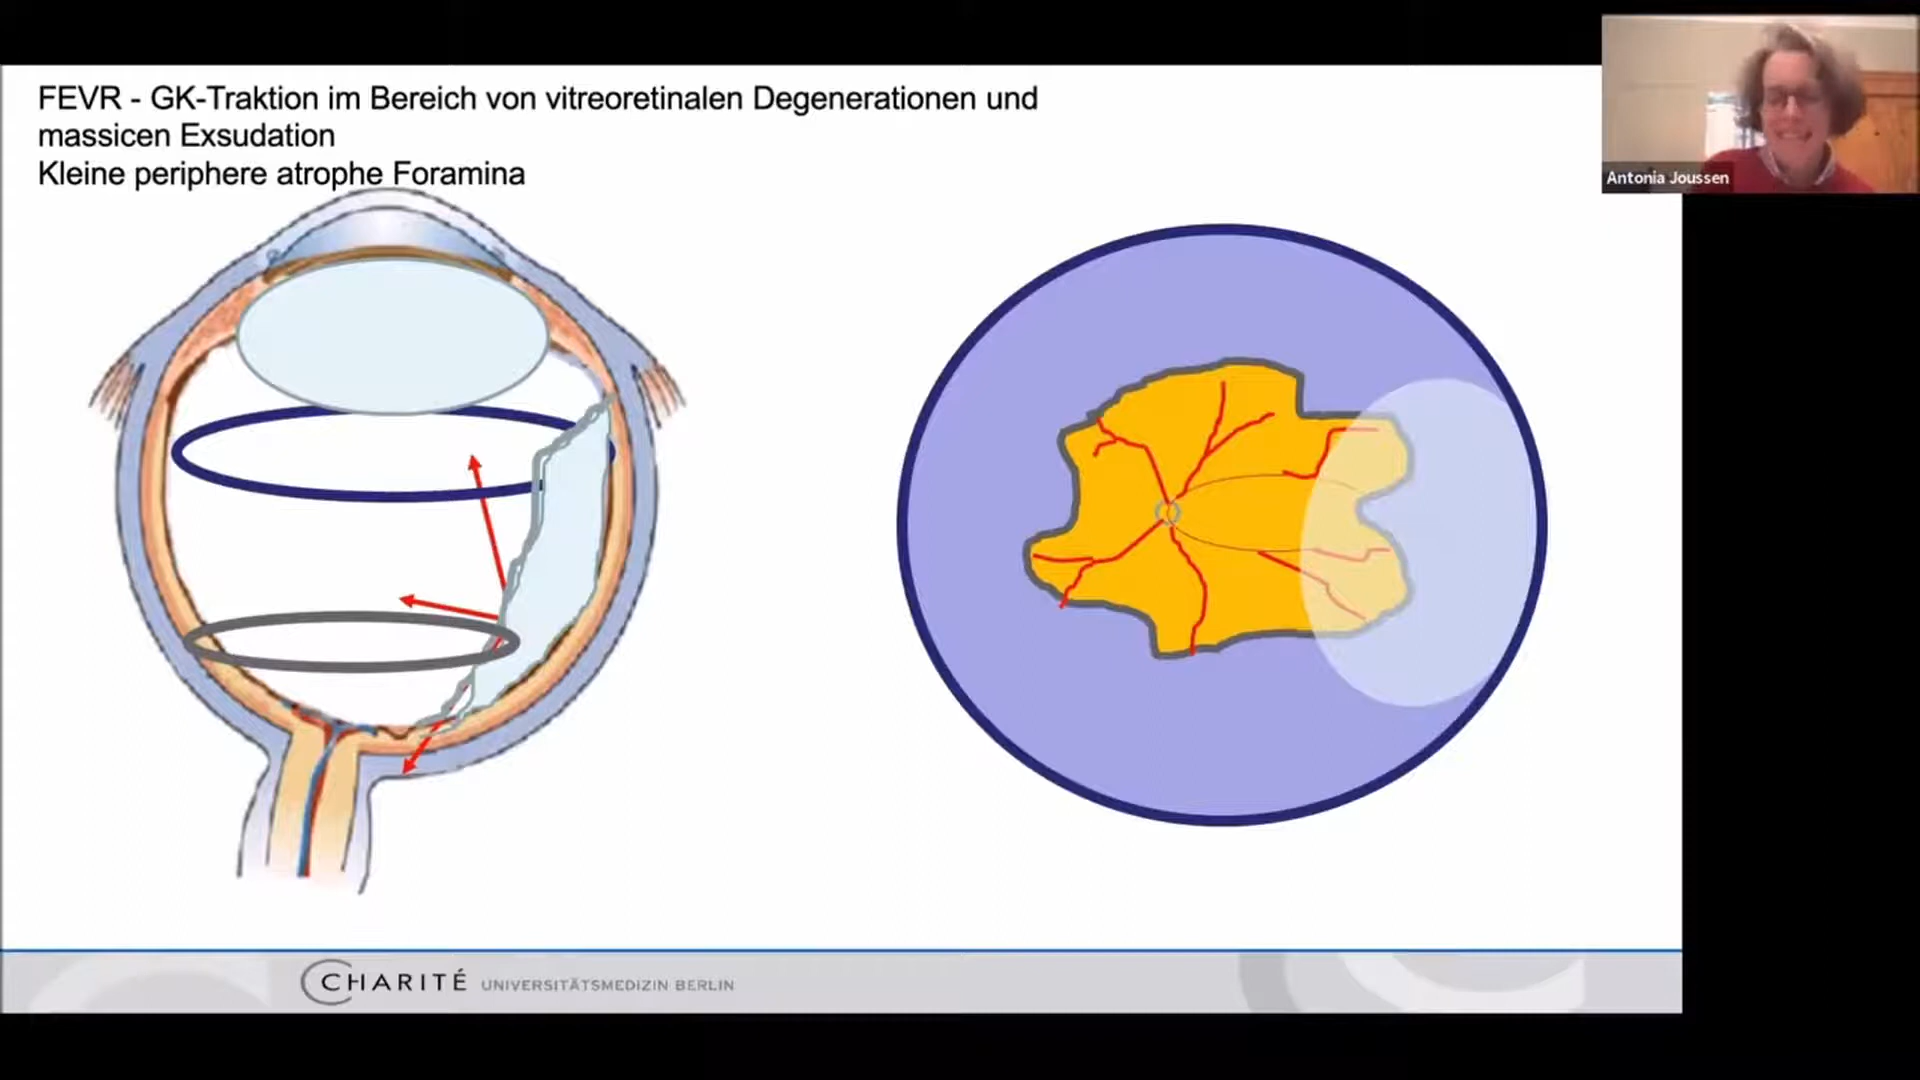 FEVR - GK-Traktion im Bereich von vitreoretinalen Degenerationen und
massicen Exsudation
Kleine periphere atrophe Foramina
Antonia Joussen
CHARITÉ UNIVERSITÄTSMEDIZIN BERLIN